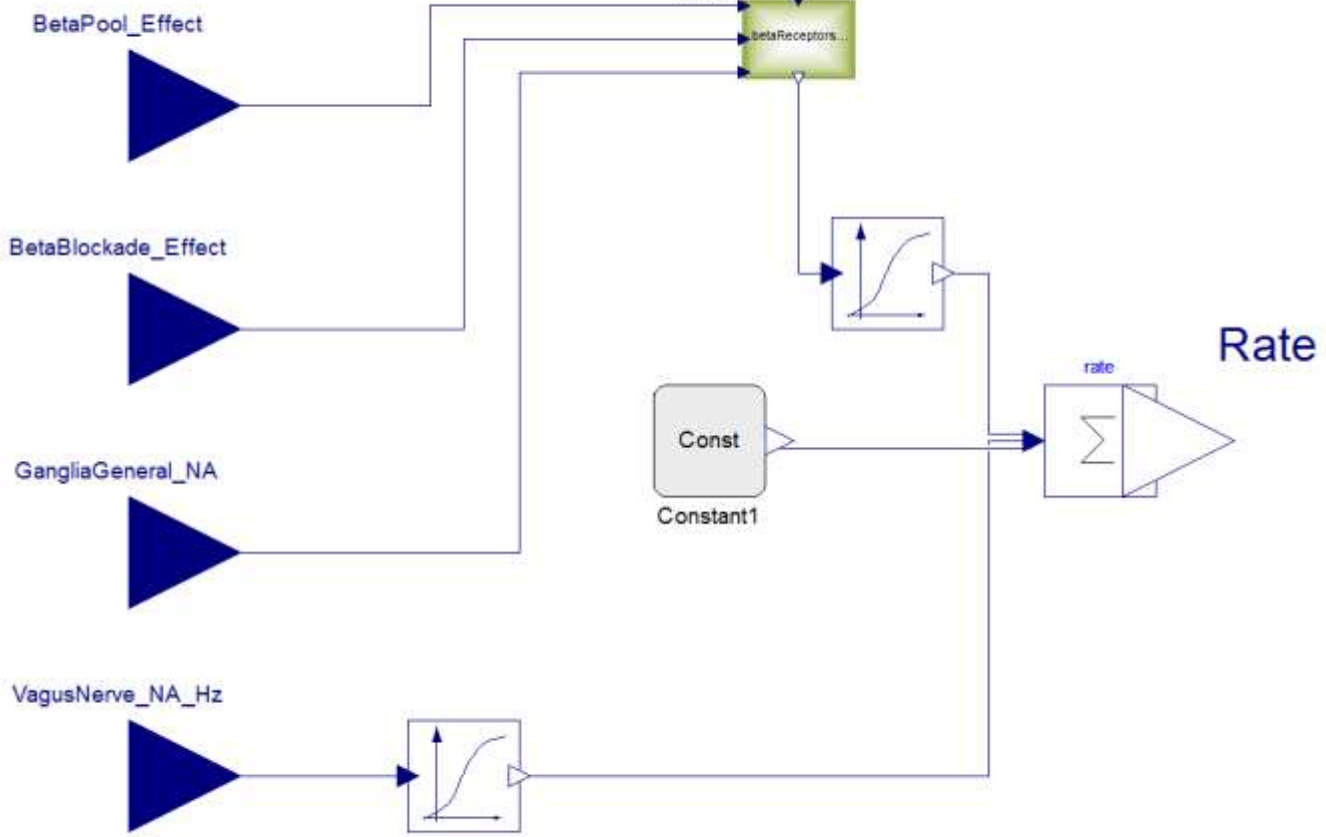 BetaPool_Effect
betaReceptors...
BetaBlockade_Effect
Rate
rate
Const
Σ
GangliaGeneral_NA
Constant1
VagusNerve_NA_Hz